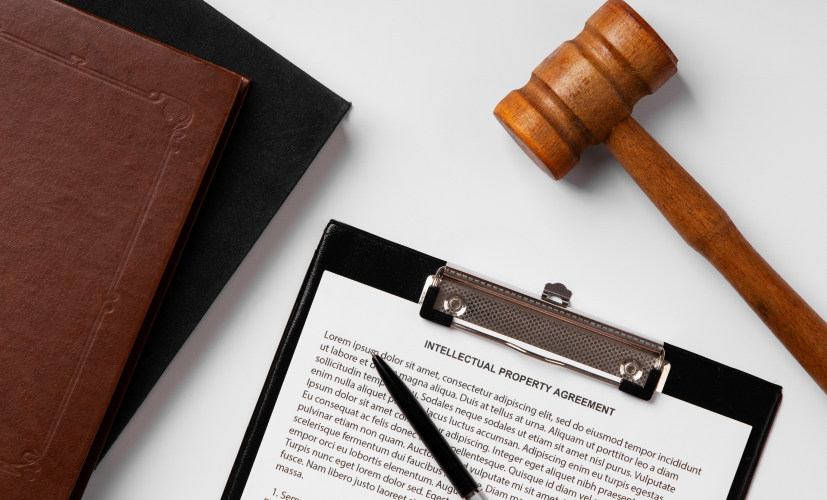 INTELLECTUAL PROPERTY AGREEMENT
Lorem ipsum dolor sit amet, consectetur adipiscing elit, sed do eiusmod tempor incididunt
ut labore et magna aliqua. Duis at tellus at urna. Aliquam ut porttitor leo a diam
sollicitudin Sodales neque sodales ut etiam sit amet nisl purus. Vulputate
enim nulla aliquet lacus luctus accumsan. Adipiscing enim eu turpis egestas
Ipsum dolor sit amet adipiscing. Integer eget aliquet nibh praesent
Eu consequat ac felis donec pellentesque. Quisque id diam vel
pulvinar etiam non quam.
scelerisque fermentum dui faucibus
empor orci eu lobortis elementum.
Turpis nunc eget lorem dolor sed.
fusce. Nam libero justo laoreet
massa.
1. Sem